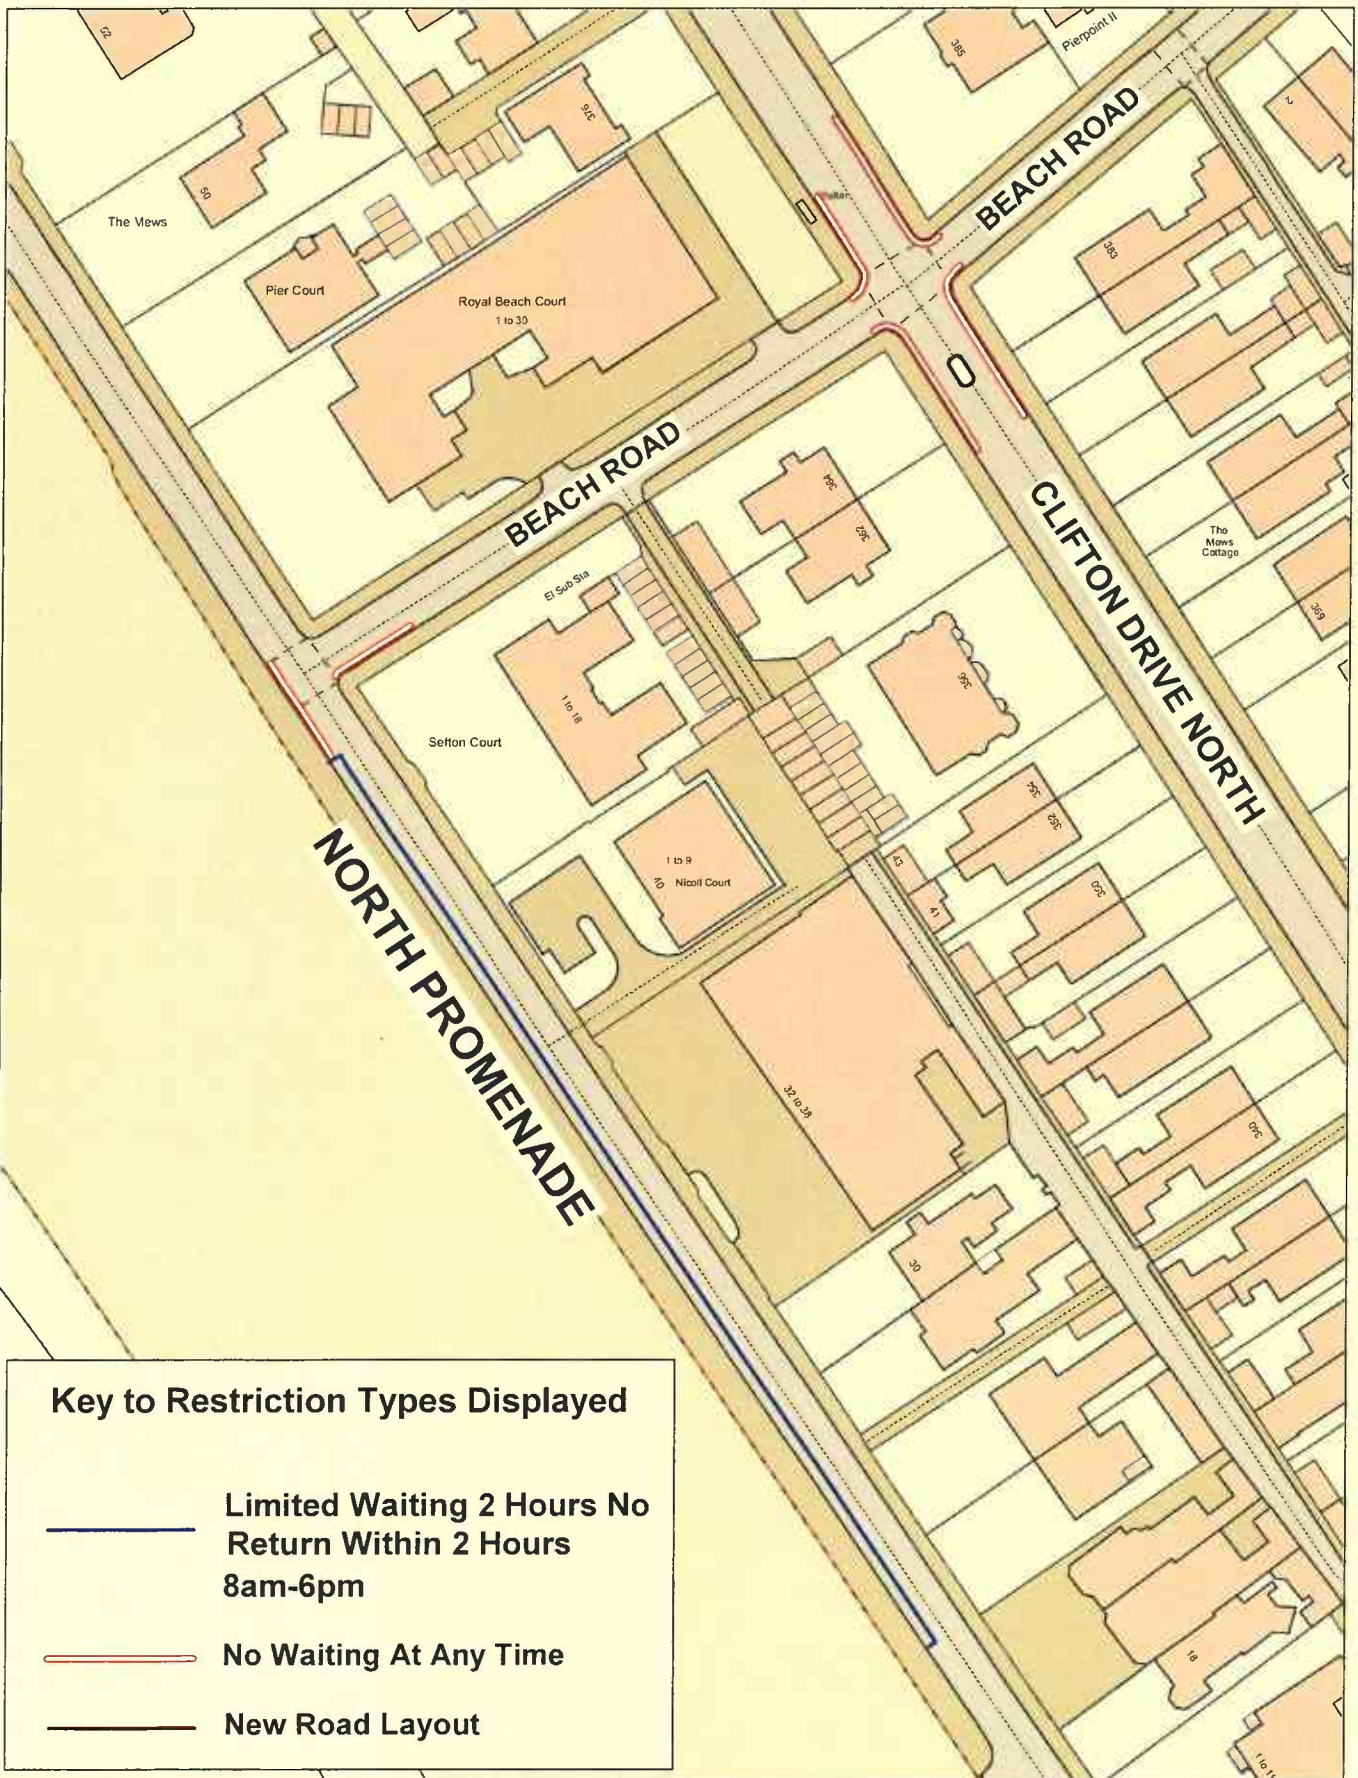 52
385
Pierpoint II
2
376
50
The Mews
BEACH ROAD
383
Pier Court
Royal Beach Court
1 to 30
BEACH ROAD
364
362
CLIFTON DRIVE NORTH
The
Mews
Cottage
369
El Sub Sta
1 to 18
Sefton Court
356
354
352
NORTH PROMENADE
1 to 9
40
Nicoll Court
43
41
350
32 to 38
340
30
18
Key to Restriction Types Displayed
Limited Waiting 2 Hours No
Return Within 2 Hours
8am-6pm
No Waiting At Any Time
New Road Layout